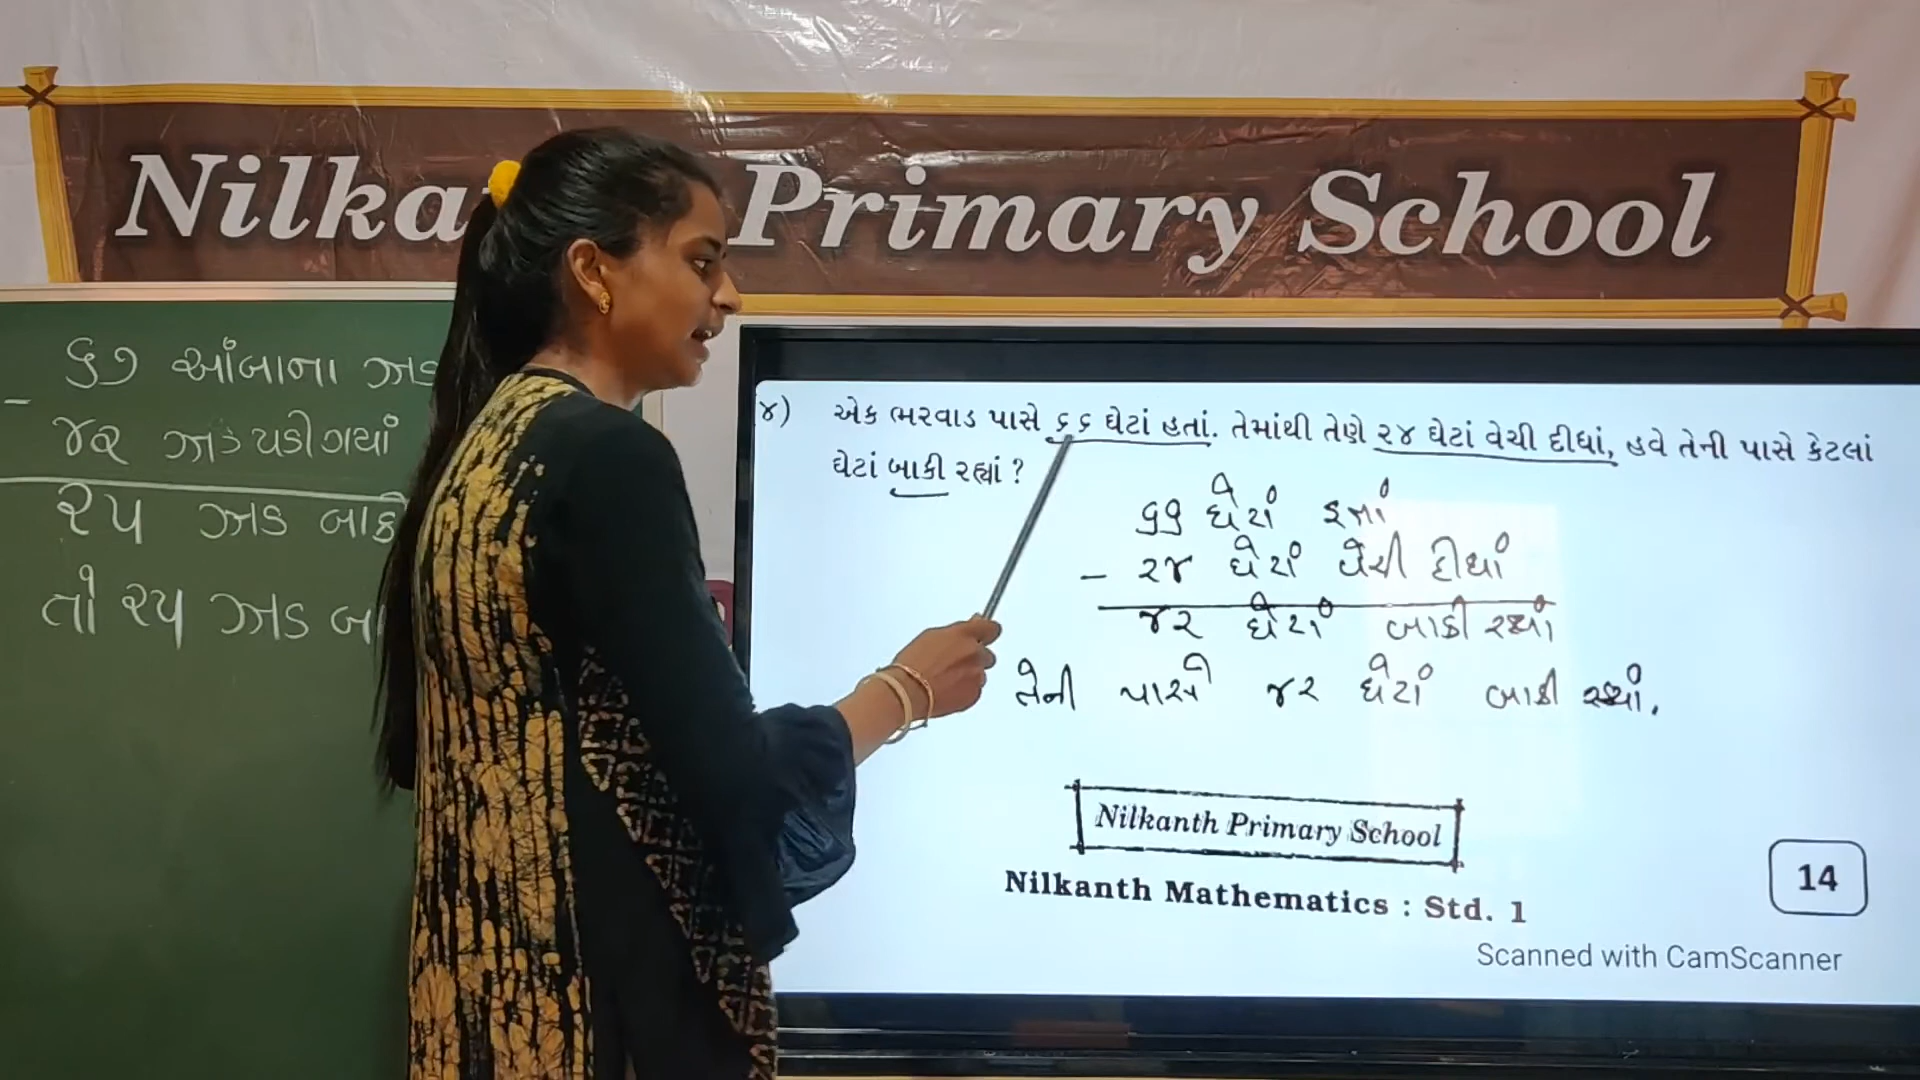 Nilka Primary School
૬૭ આંબાના ઝાડ
- ૪૨ ઝાડ પડી ગયાં
૨૫ ઝાડ બાકી
તો ૨૫ ઝાડ બા
૪) એક ભરવાડ પાસે ૬૬ ઘેટાં હતાં. તેમાંથી તેણે ૨૪ ઘેટાં વેચી દીધાં, હવે તેની પાસે કેટલાં
ઘેટાં બાકી રહ્યાં ?
૬૬ ઘેટાં હતાં
- ૨૪ ઘેટાં વેચી દીધાં
૪૨ ઘેટાં બાકી રહ્યાં
તેની પાસે ૪૨ ઘેટાં બાકી રહ્યાં.
Nilkanth Primary School
Nilkanth Mathematics : Std. 1
14
Scanned with CamScanner